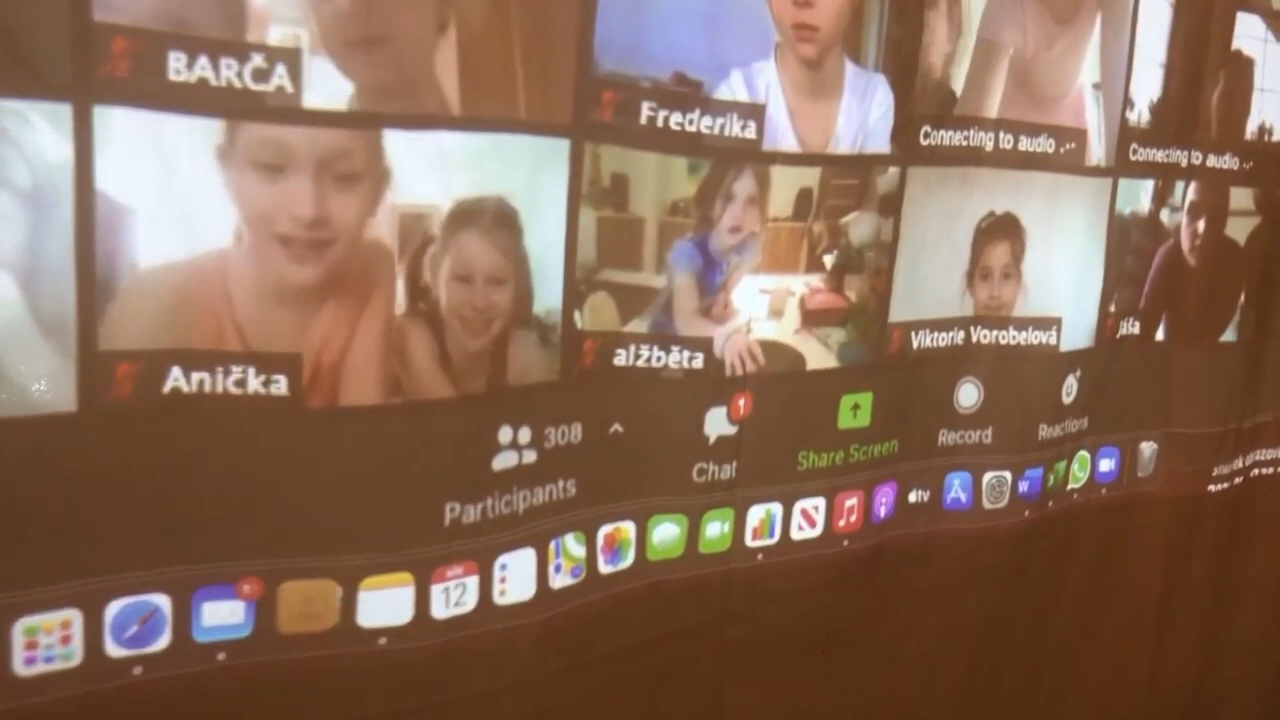 BARČA
Frederika
Connecting to audio ...
Connecting to audio ...
Anička
alžběta
Viktorie Vorobelová
Jáša
308
1
Participants
Chat
Share Screen
Record
Reactions
12
tv
W